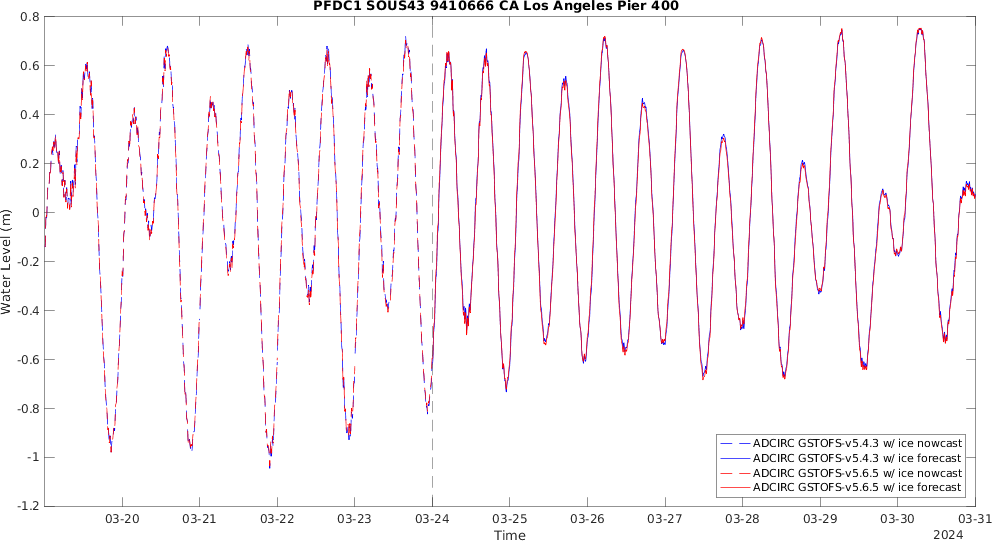 PFDC1 SOUS43 9410666 CA Los Angeles Pier 400
0.8
0.6
0.4
0.2
0
-0.2
-0.4
-0.6
-0.8
-1
-1.2
Water Level (m)
03-20 03-21 03-22 03-23 03-24 03-25 03-26 03-27 03-28 03-29 03-30 03-31
Time
2024
ADCIRC GSTOFS-v5.4.3 w/ ice nowcast
ADCIRC GSTOFS-v5.4.3 w/ ice forecast
ADCIRC GSTOFS-v5.6.5 w/ ice nowcast
ADCIRC GSTOFS-v5.6.5 w/ ice forecast